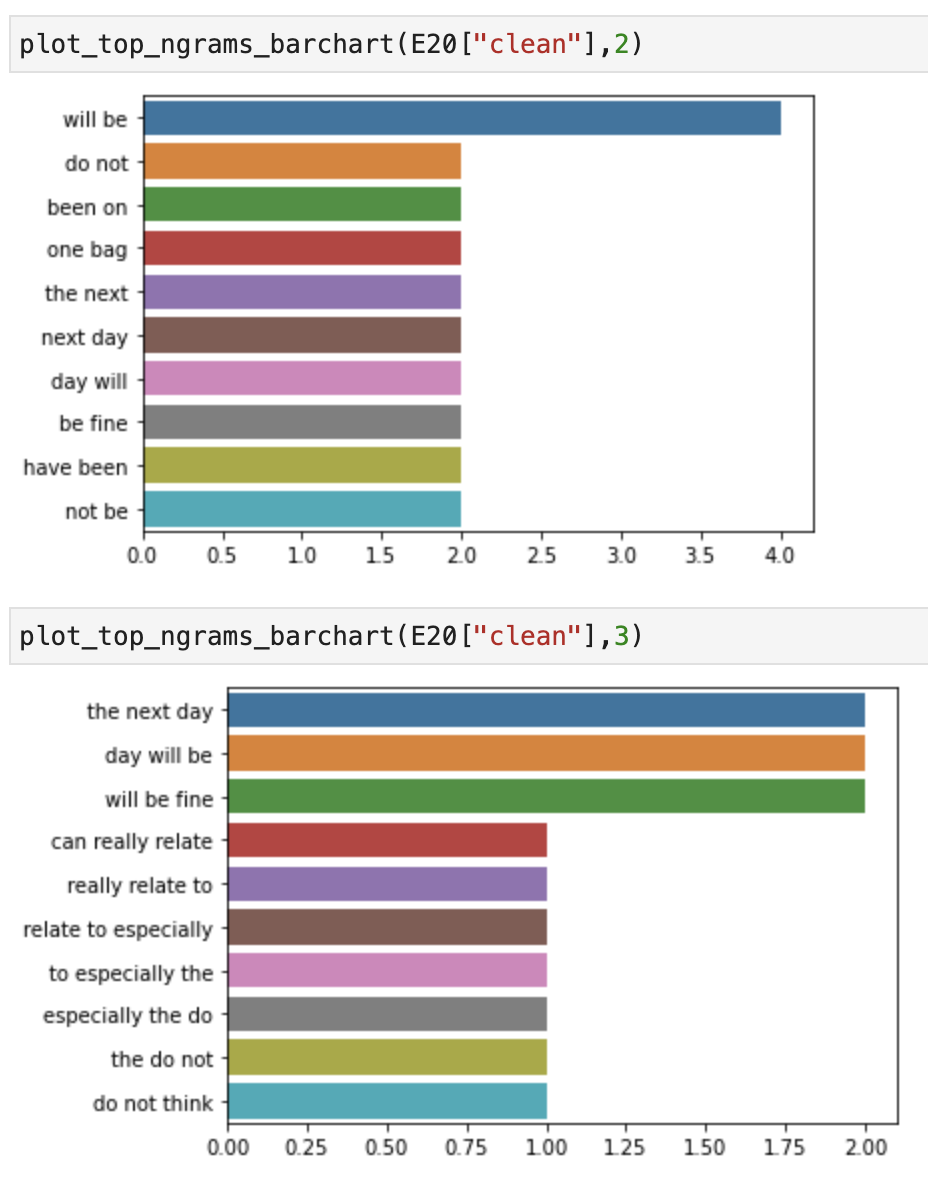 plot_top_ngrams_barchart(E20["clean"],2)
will be
do not
been on
one bag
the next
next day
day will
be fine
have been
not be
0.0 0.5 1.0 1.5 2.0 2.5 3.0 3.5 4.0
plot_top_ngrams_barchart(E20["clean"],3)
the next day
day will be
will be fine
can really relate
really relate to
relate to especially
to especially the
especially the do
the do not
do not think
0.00 0.25 0.50 0.75 1.00 1.25 1.50 1.75 2.00